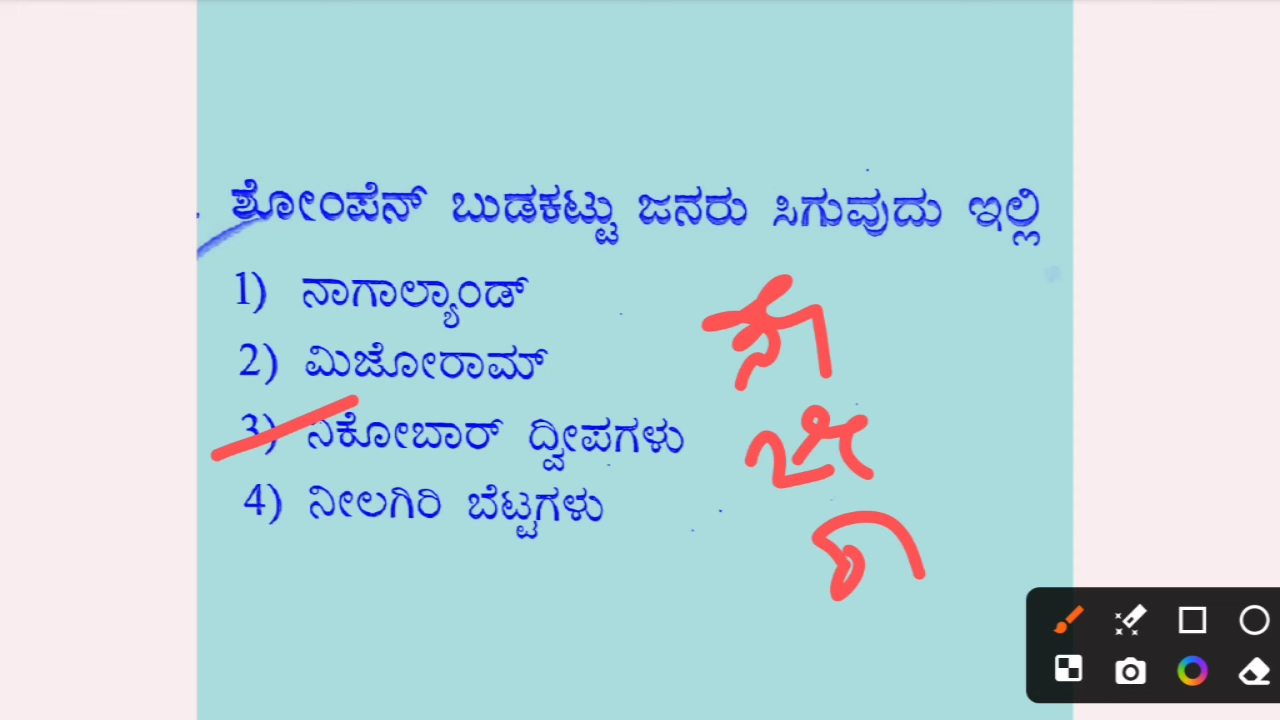 ಶೋಂಪೆನ್ ಬುಡಕಟ್ಟು ಜನರು ಸಿಗುವುದು ಇಲ್ಲಿ
1) ನಾಗಾಲ್ಯಾಂಡ್
2) ಮಿಜೋರಾಮ್
3) ನಿಕೋಬಾರ್ ದ್ವೀಪಗಳು
4) ನೀಲಗಿರಿ ಬೆಟ್ಟಗಳು